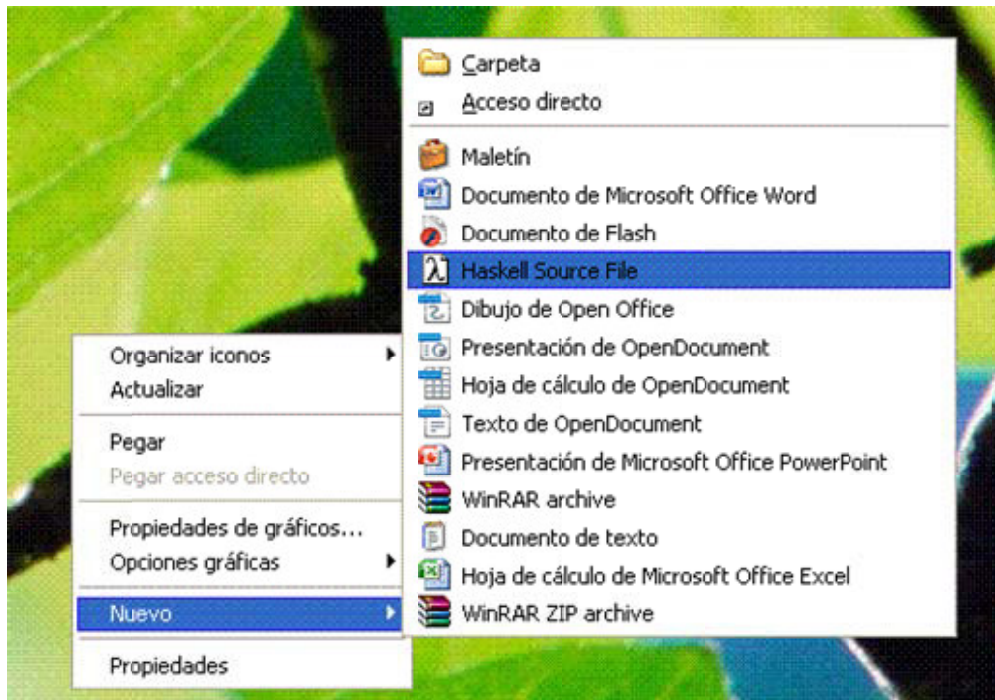 Organizar iconos
Actualizar
Pegar
Pegar acceso directo
Propiedades de gráficos...
Opciones gráficas
Nuevo
Propiedades
Carpeta
Acceso directo
Maletín
Documento de Microsoft Office Word
Documento de Flash
Haskell Source File
Dibujo de Open Office
Presentación de OpenDocument
Hoja de cálculo de OpenDocument
Texto de OpenDocument
Presentación de Microsoft Office PowerPoint
WinRAR archive
Documento de texto
Hoja de cálculo de Microsoft Office Excel
WinRAR ZIP archive